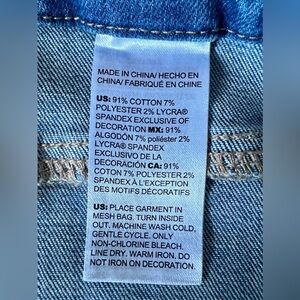 MADE IN CHINA/ HECHO EN
CHINA/ FABRIQUÉ EN CHINE
US: 91% COTTON 7%
POLYESTER 2% LYCRA®
SPANDEX EXCLUSIVE OF
DECORATION MX: 91%
ALGODÓN 7% poliéster 2%
LYCRA® SPANDEX
EXCLUSIVO DE LA
DECORACIÓN CA: 91%
COTON 7% POLYESTER 2%
SPANDEX À L'EXCEPTION
DES MOTIFS DÉCORATIFS
US: PLACE GARMENT IN
MESH BAG. TURN INSIDE
OUT. MACHINE WASH COLD,
GENTLE CYCLE. ONLY
NON-CHLORINE BLEACH.
LINE DRY. WARM IRON. DO
NOT IRON ON DECORATION.